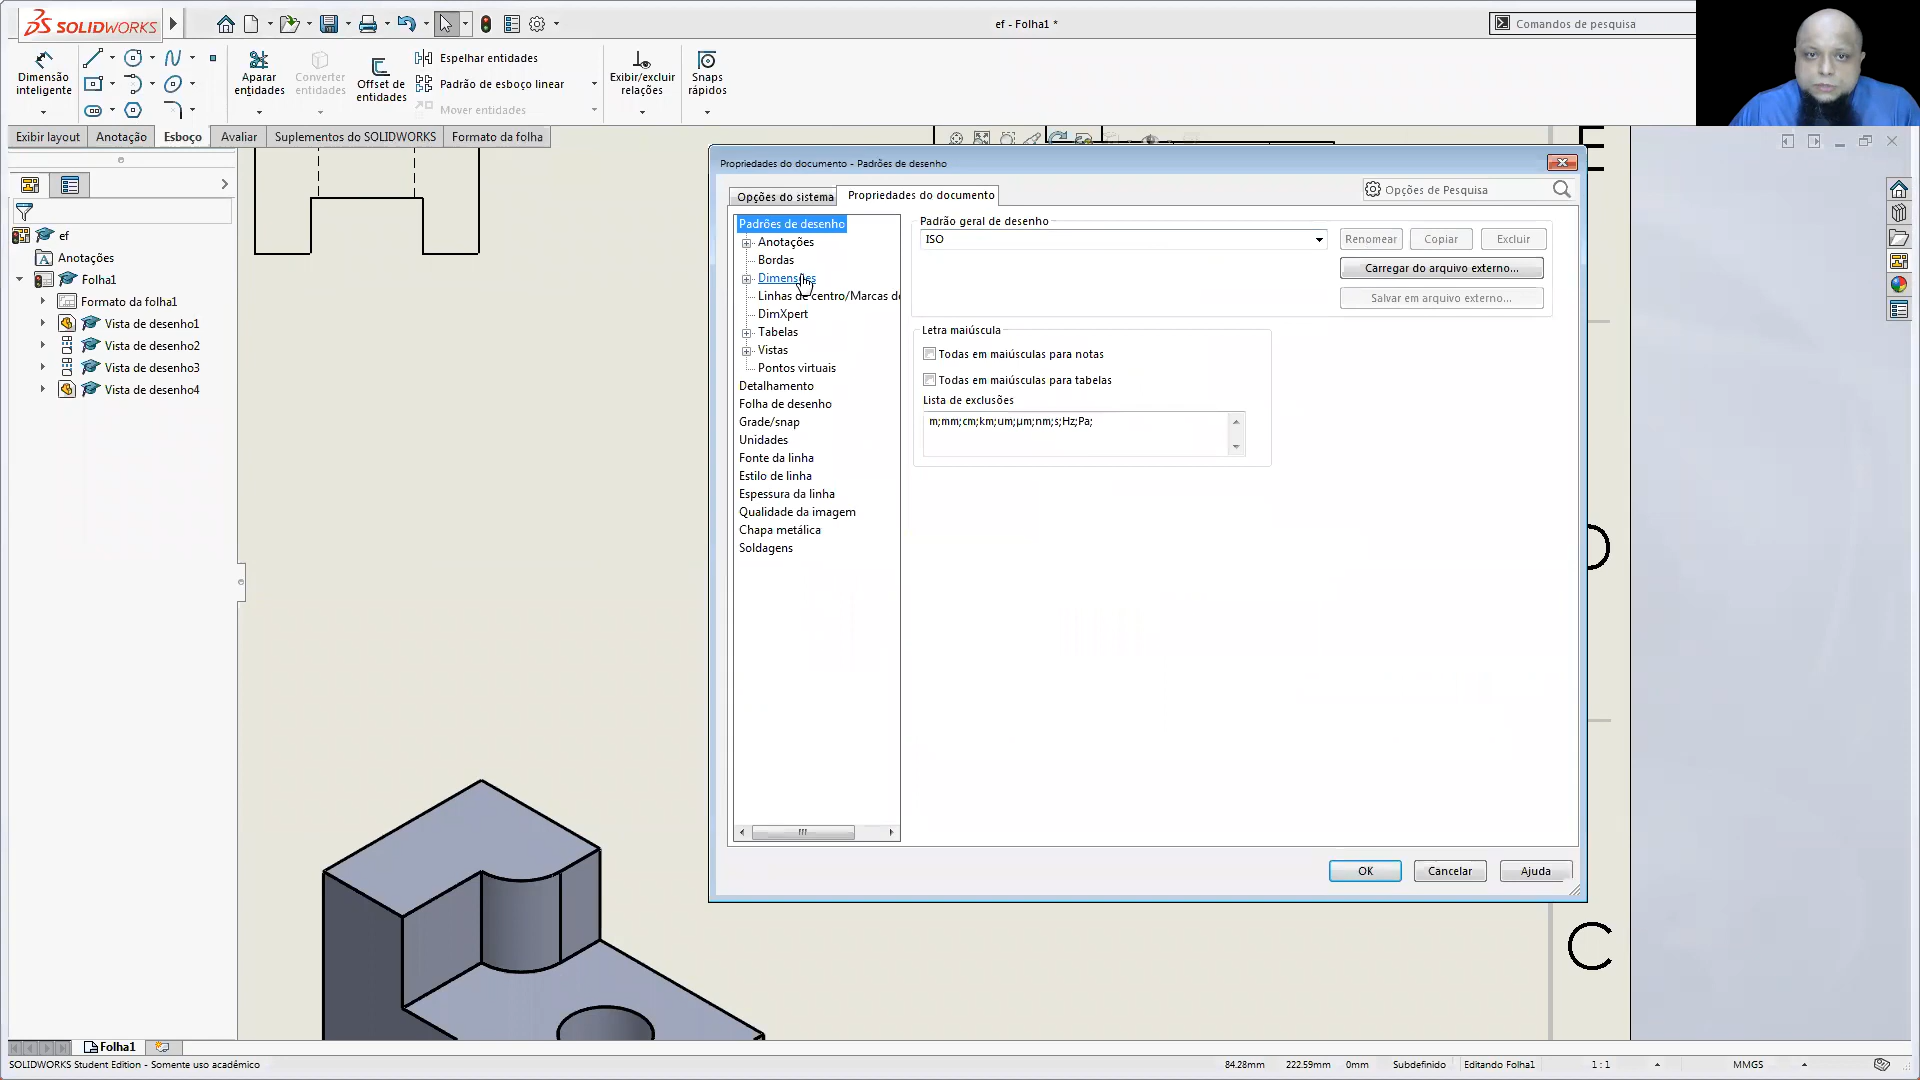 SOLIDWORKS
ef - Folha1 *
Comandos de pesquisa
Dimensão inteligente
Aparar entidades
Converter entidades
Offset de entidades
Espelhar entidades
Padrão de esboço linear
Mover entidades
Exibir/excluir relações
Snaps rápidos
Exibir layout
Anotação
Esboço
Avaliar
Suplementos do SOLIDWORKS
Formato da folha
ef
Anotações
Folha1
Formato da folha1
Vista de desenho1
Vista de desenho2
Vista de desenho3
Vista de desenho4
Propriedades do documento - Padrões de desenho
Opções do sistema
Propriedades do documento
Opções de Pesquisa
Padrões de desenho
Anotações
Bordas
Dimensões
Linhas de centro/Marcas de
DimXpert
Tabelas
Vistas
Pontos virtuais
Detalhamento
Folha de desenho
Grade/snap
Unidades
Fonte da linha
Estilo de linha
Espessura da linha
Qualidade da imagem
Chapa metálica
Soldagens
Padrão geral de desenho
ISO
Renomear
Copiar
Excluir
Carregar do arquivo externo...
Salvar em arquivo externo...
Letra maiúscula
Todas em maiúsculas para notas
Todas em maiúsculas para tabelas
Lista de exclusões
m;mm;cm;km;um;µm;nm;s;Hz;Pa;
OK
Cancelar
Ajuda
E
D
C
Folha1
SOLIDWORKS Student Edition - Somente uso acadêmico
84.28mm
222.59mm
0mm
Subdefinido
Editando Folha1
1 : 1
MMGS